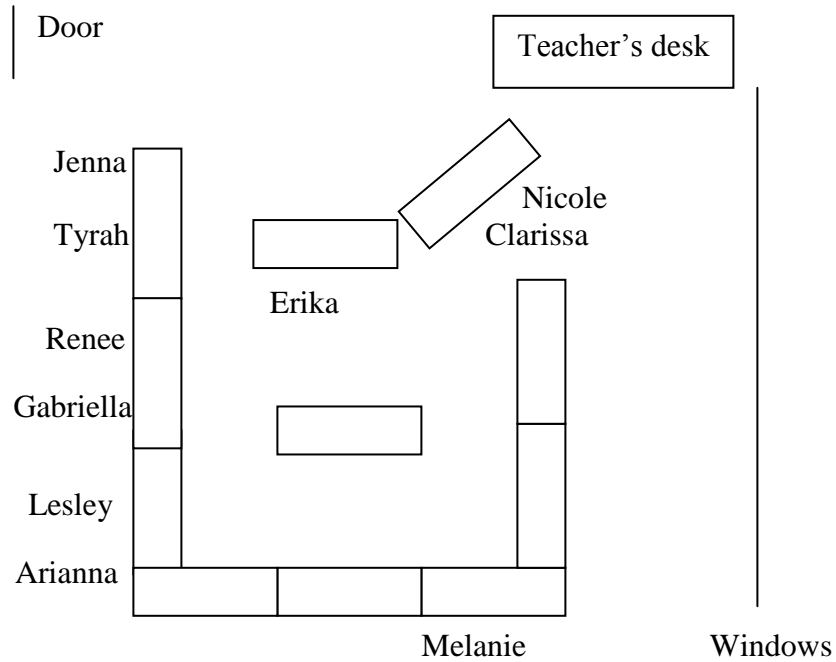 Door
Teacher’s desk
Jenna
Nicole
Tyrah
Clarissa
Erika
Renee
Gabriella
Lesley
Arianna
Melanie
Windows